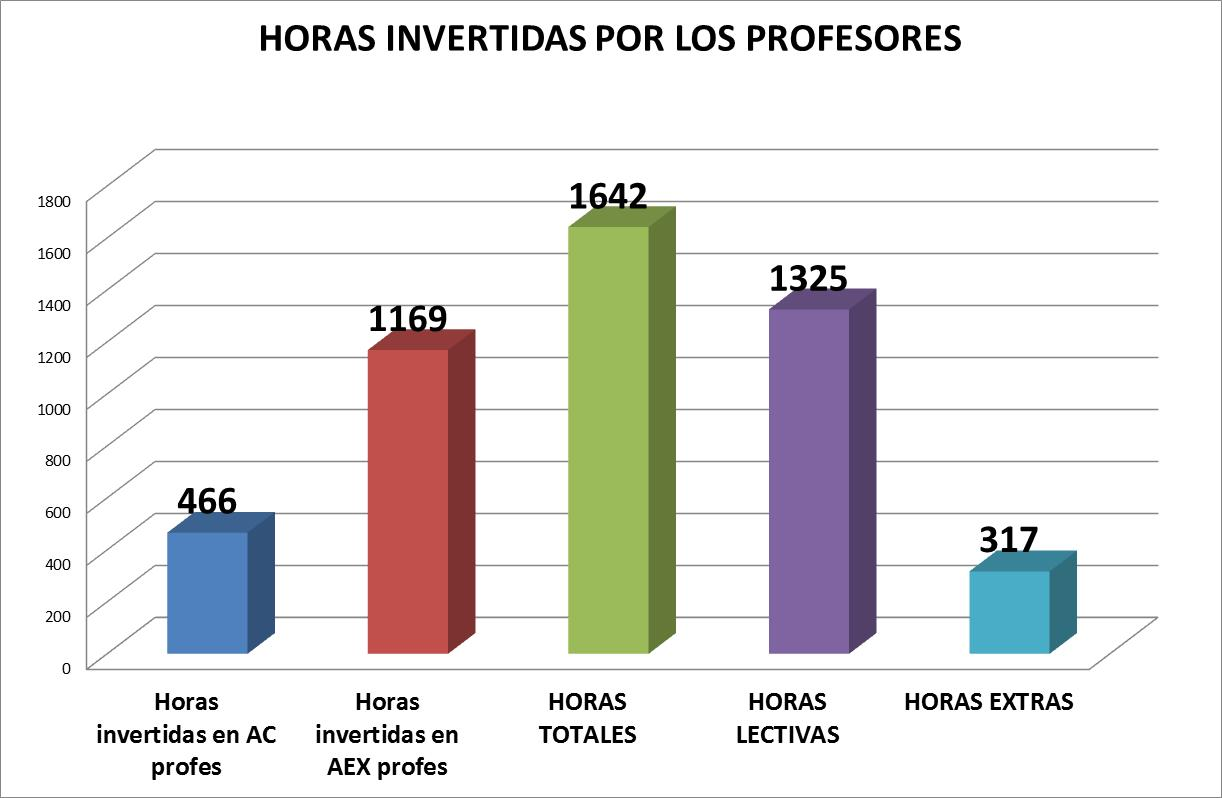 HORAS INVERTIDAS POR LOS PROFESORES
1800
1600
1400
1200
1000
800
600
400
200
0
466
1169
1642
1325
317
Horas
invertidas en AC
profes
Horas
invertidas en
AEX profes
HORAS
TOTALES
HORAS
LECTIVAS
HORAS EXTRAS